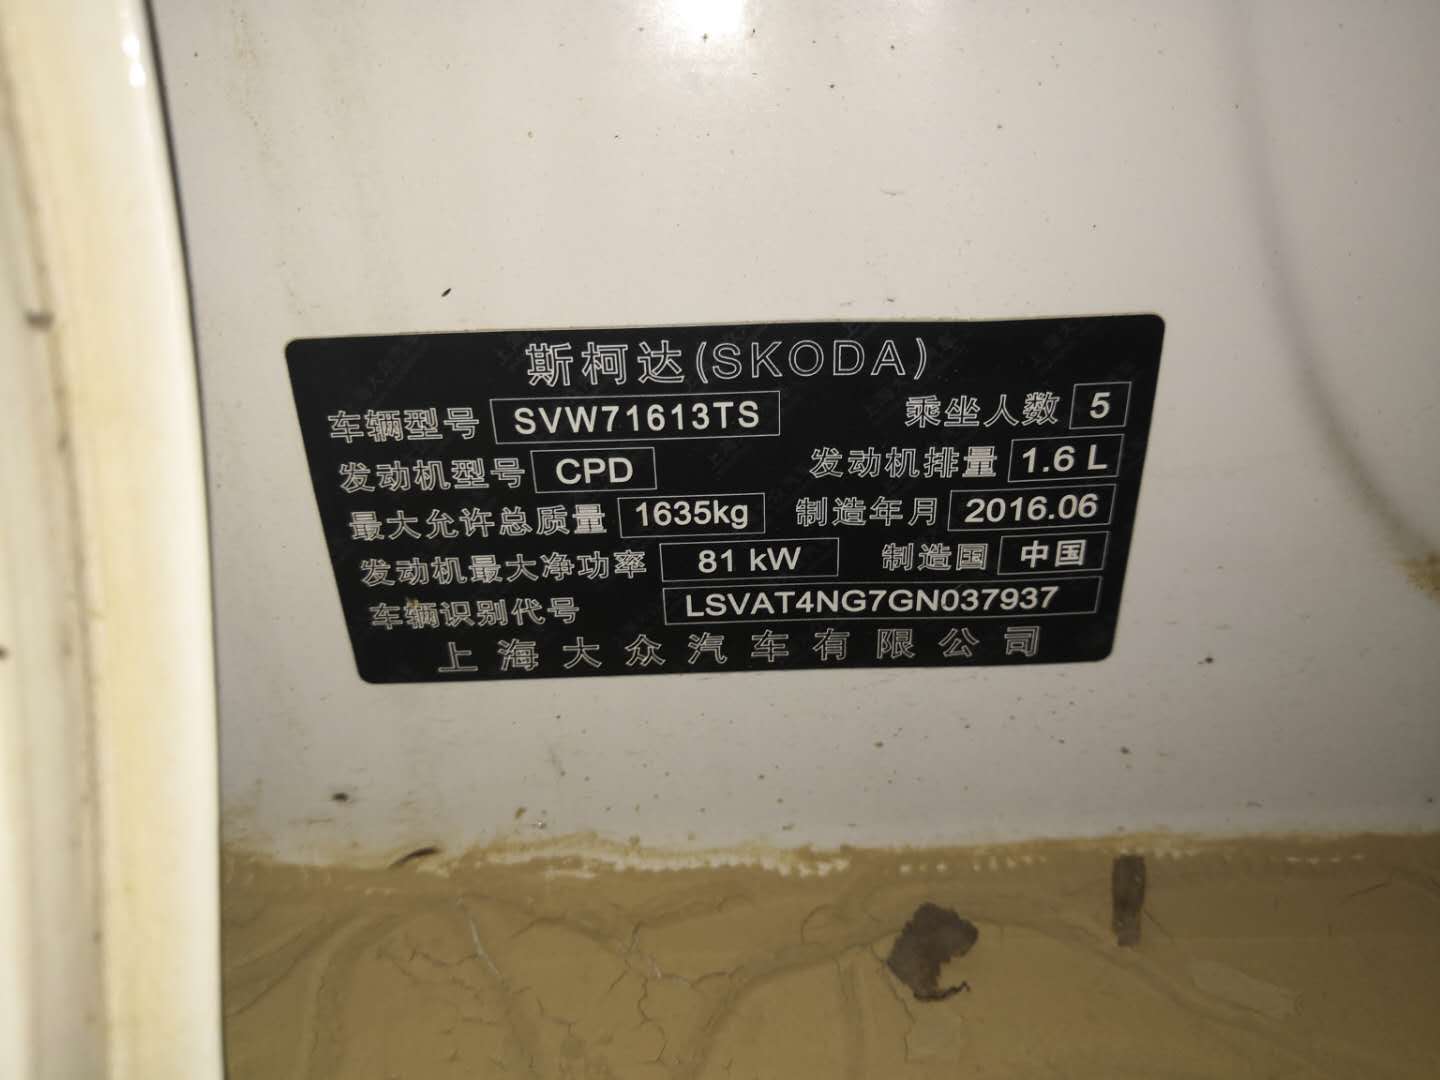 斯柯达(SKODA)
车辆型号 SVW71613TS 乘坐人数 5
发动机型号 CPD 发动机排量 1.6 L
最大允许总质量 1635kg 制造年月 2016.06
发动机最大净功率 81 kW 制造国 中国
车辆识别代号 LSVAT4NG7GN037937
上海大众汽车有限公司